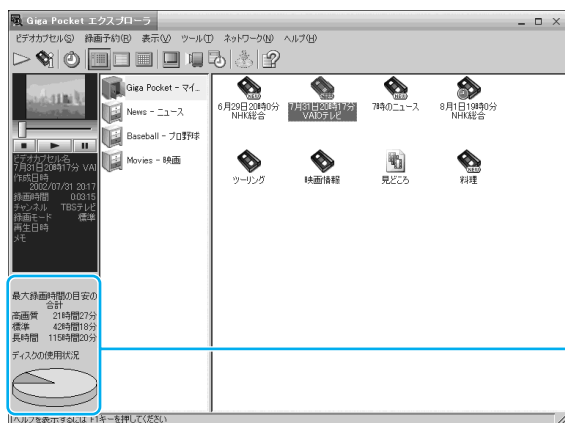 Giga Pocket エクスプローラ
ビデオカプセル(S) 録画予約(R) 表示(V) ツール(T) ネットワーク(N) ヘルプ(H)
Giga Pocket - マイ...
News - ニュース
Baseball - プロ野球
Movies - 映画
6月29日20時0分
NHK総合
7月31日20時17分
VAIOテレビ
7時のニュース
8月1日19時0分
NHK総合
ツーリング
映画情報
見どころ
料理
ビデオカプセル名
7月31日20時17分 VAI
作成日時
2002/07/31 20:17
録画時間 0:03:15
チャンネル TBSテレビ
録画モード 標準
再生日時
メモ
最大録画時間の目安の
合計
高画質 21時間27分
標準 42時間18分
長時間 115時間20分
ディスクの使用状況
ヘルプを表示するには F1キーを押してください